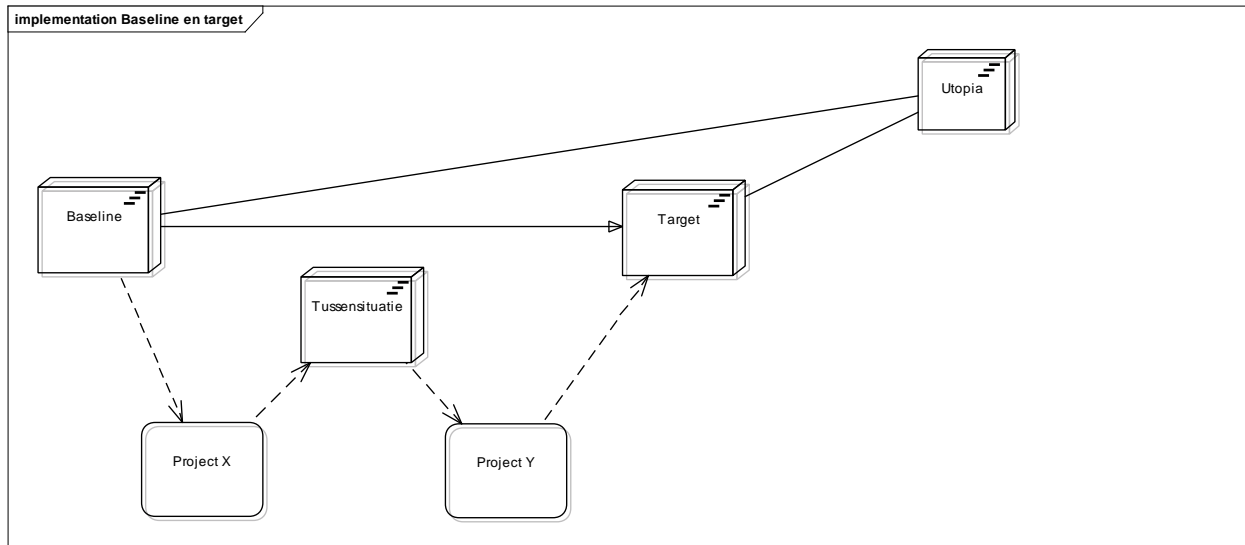 implementation Baseline en target
Utopia
Baseline
Target
Tussensituatie
Project X
Project Y